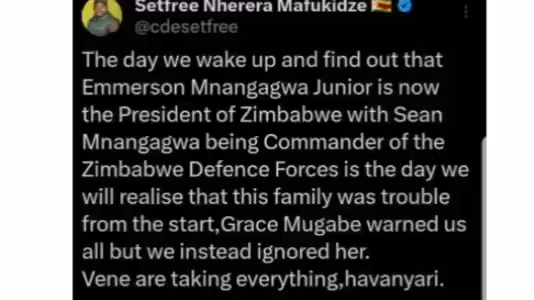 Setfree Nherera Mafukidze 🇿🇼
@cdesetfree
The day we wake up and find out that
Emmerson Mnangagwa Junior is now
the President of Zimbabwe with Sean
Mnangagwa being Commander of the
Zimbabwe Defence Forces is the day we
will realise that this family was trouble
from the start,Grace Mugabe warned us
all but we instead ignored her.
Vene are taking everything,havanyari.